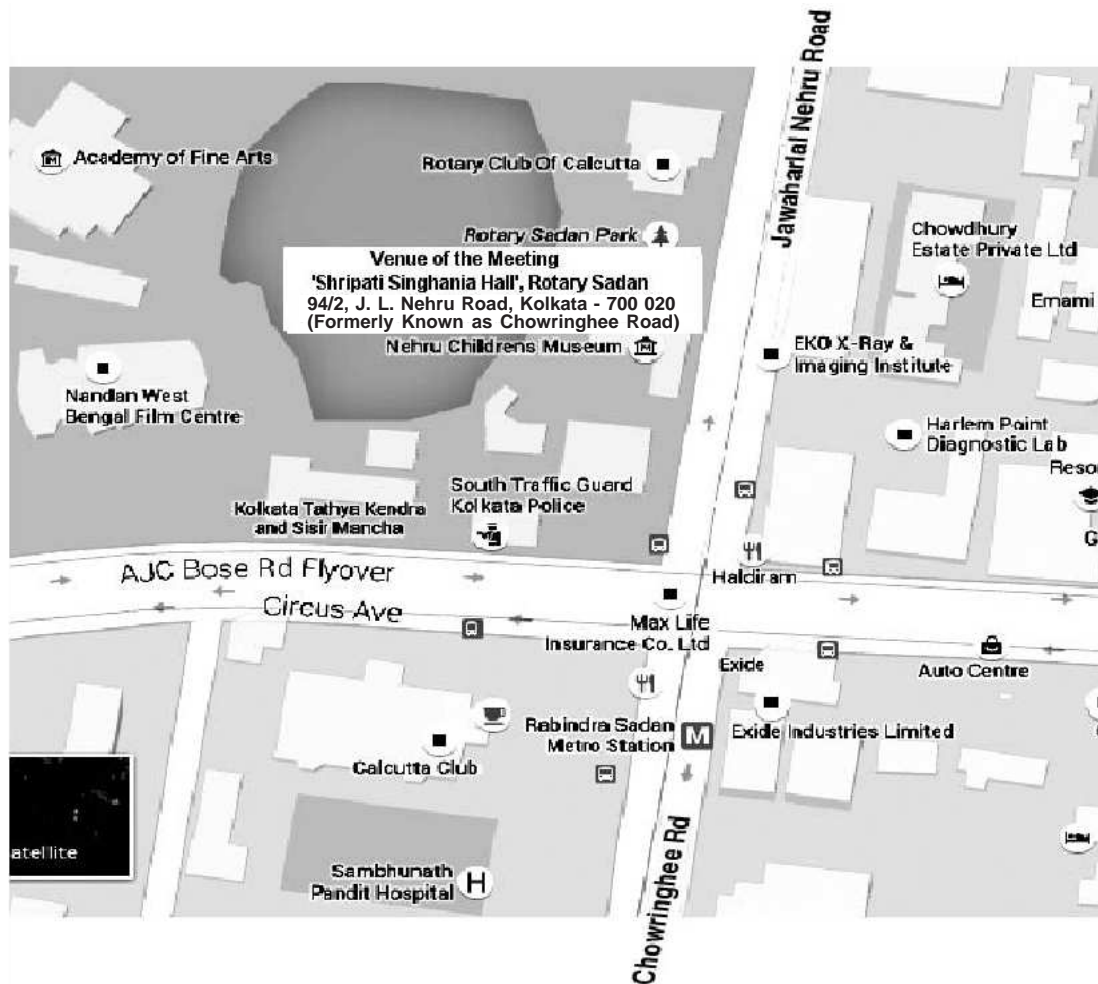 Jawaharlal Nehru Road
Academy of Fine Arts
Rotary Club Of Calcutta
Rotary Sadan Park
Chowdhury
Estate Private Ltd
Emami
Venue of the Meeting
'Shripati Singhania Hall', Rotary Sadan
94/2, J. L. Nehru Road, Kolkata - 700 020
(Formerly Known as Chowringhee Road)
Nehru Childrens Museum
EKO X-Ray &
Imaging Institute
Nandan West
Bengal Film Centre
Harlem Point
Diagnostic Lab
Reso
South Traffic Guard
Kolkata Police
Kolkata Tathya Kendra
and Sisir Mancha
G
AJC Bose Rd Flyover
Haldiram
Circus Ave
Max Life
Insurance Co. Ltd
Exide
Auto Centre
Rabindra Sadan
Metro Station
M
Exide Industries Limited
Calcutta Club
atellite
Sambhunath
Pandit Hospital
H
Chowringhee Rd